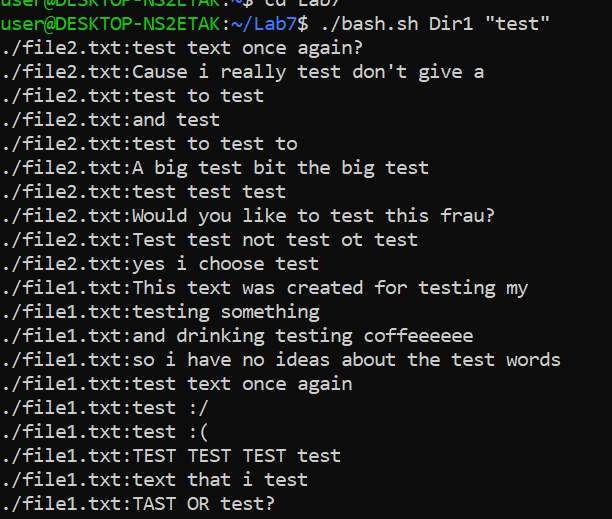 user@DESKTOP-NS2ETAK:~$ cd Lab7
user@DESKTOP-NS2ETAK:~/Lab7$ ./bash.sh Dir1 "test"
./file2.txt:test text once again?
./file2.txt:Cause i really test don't give a
./file2.txt:test to test
./file2.txt:and test
./file2.txt:test to test to
./file2.txt:A big test bit the big test
./file2.txt:test test test
./file2.txt:Would you like to test this frau?
./file2.txt:Test test not test ot test
./file2.txt:yes i choose test
./file1.txt:This text was created for testing my
./file1.txt:testing something
./file1.txt:and drinking testing coffeeeeee
./file1.txt:so i have no ideas about the test words
./file1.txt:test text once again
./file1.txt:test :/
./file1.txt:test :(
./file1.txt:TEST TEST TEST test
./file1.txt:text that i test
./file1.txt:TAST OR test?